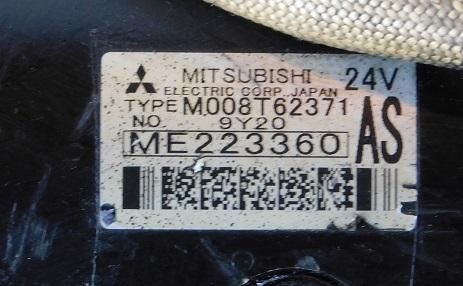 MITSUBISHI 24V
ELECTRIC CORP. JAPAN
TYPE M008T62371
NO. 9Y20 AS
ME223360